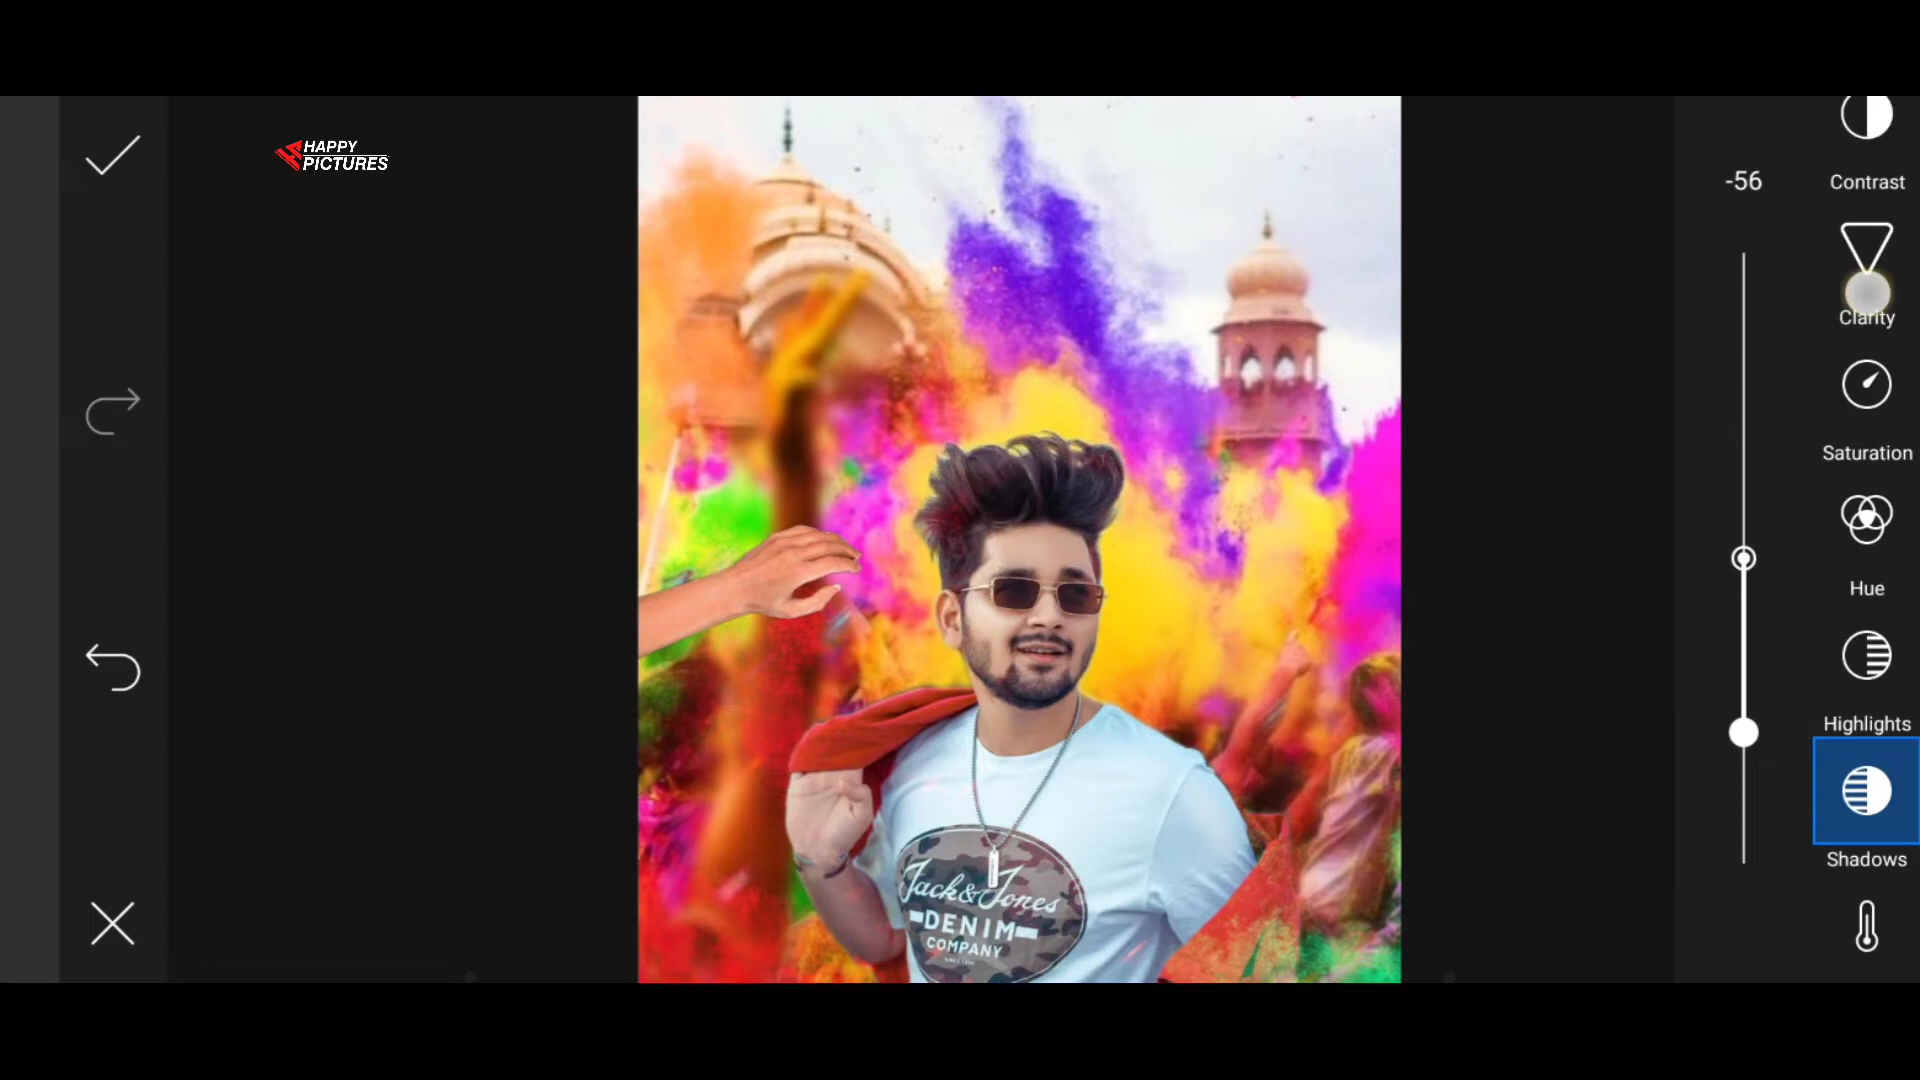 HAPPY
PICTURES
-56
Contrast
Clarity
Saturation
Hue
Highlights
Shadows
Jack&Jones
DENIM
COMPANY